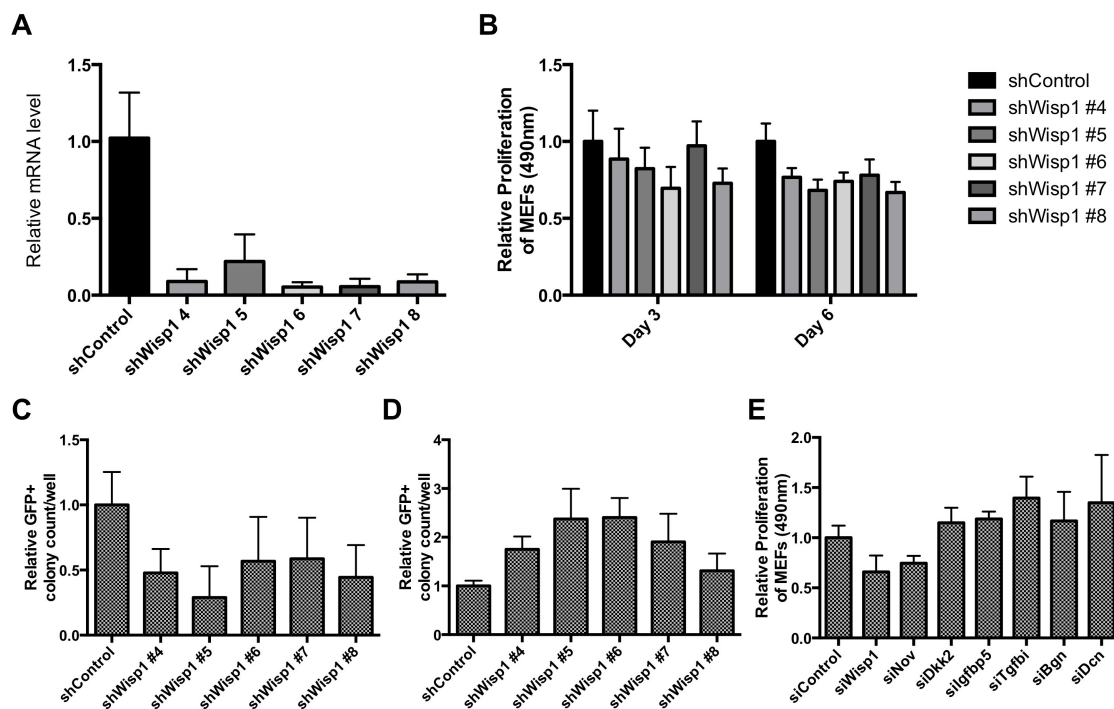 A
Relative mRNA level
1.5
1.0
0.5
0.0
shControl
shWisp1 4
shWisp1 5
shWisp1 6
shWisp1 7
shWisp1 8
B
Relative Proliferation
of MEFs (490nm)
1.5
1.0
0.5
0.0
Day 3
Day 6
shControl
shWisp1 #4
shWisp1 #5
shWisp1 #6
shWisp1 #7
shWisp1 #8
C
Relative GFP+
colony count/well
1.5
1.0
0.5
0.0
shControl
shWisp1 #4
shWisp1 #5
shWisp1 #6
shWisp1 #7
shWisp1 #8
D
Relative GFP+
colony count/well
4
3
2
1
0
shControl
shWisp1 #4
shWisp1 #5
shWisp1 #6
shWisp1 #7
shWisp1 #8
E
Relative Proliferation
of MEFs (490nm)
2.0
1.5
1.0
0.5
0.0
siControl
siWisp1
siNov
siDkk2
siIgfbp5
siTgfbi
siBgn
siDcn